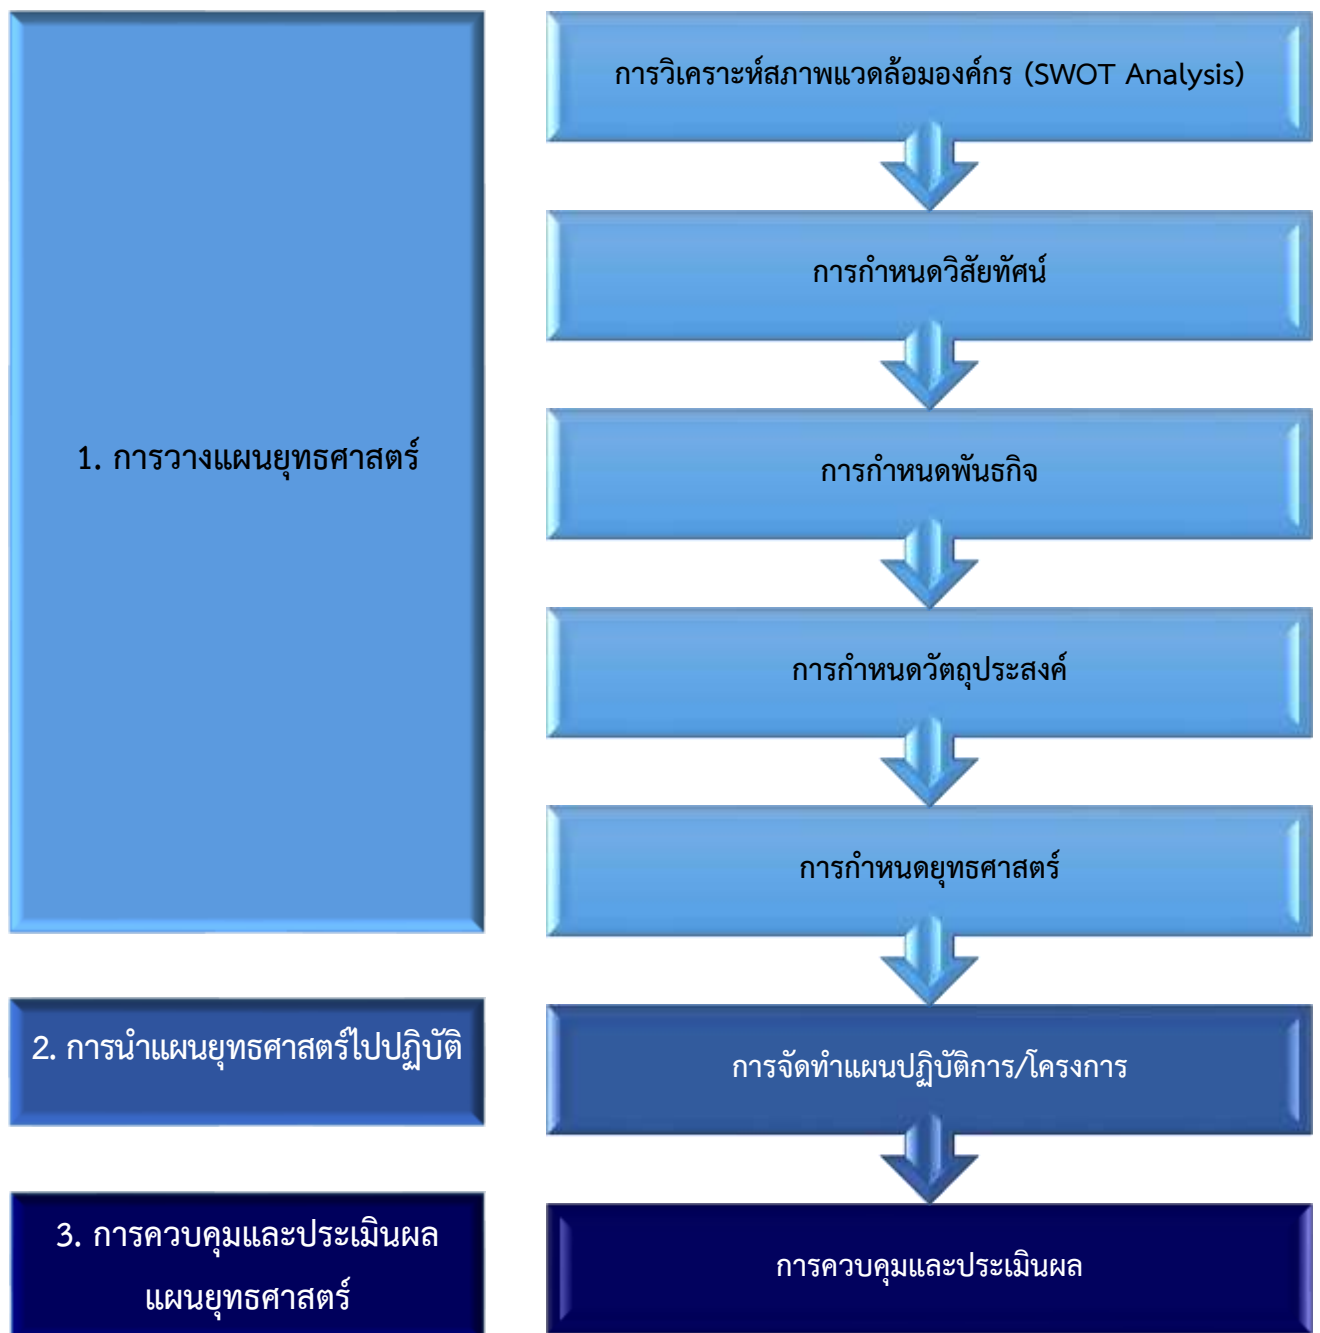 การวิเคราะห์สภาพแวดล้อมองค์กร (SWOT Analysis)
การกำหนดวิสัยทัศน์
1. การวางแผนยุทธศาสตร์
การกำหนดพันธกิจ
การกำหนดวัตถุประสงค์
การกำหนดยุทธศาสตร์
2. การนำแผนยุทธศาสตร์ไปปฏิบัติ
การจัดทำแผนปฏิบัติการ/โครงการ
3. การควบคุมและประเมินผล
แผนยุทธศาสตร์
การควบคุมและประเมินผล